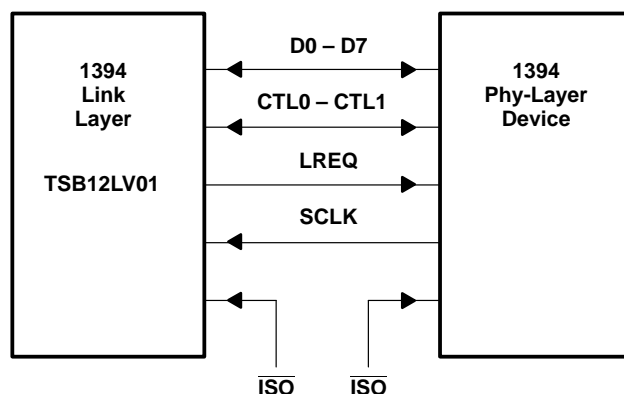 D0 – D7
1394
Link
Layer
1394
Phy-Layer
Device
CTL0 – CTL1
LREQ
TSB12LV01
SCLK
ISO
ISO